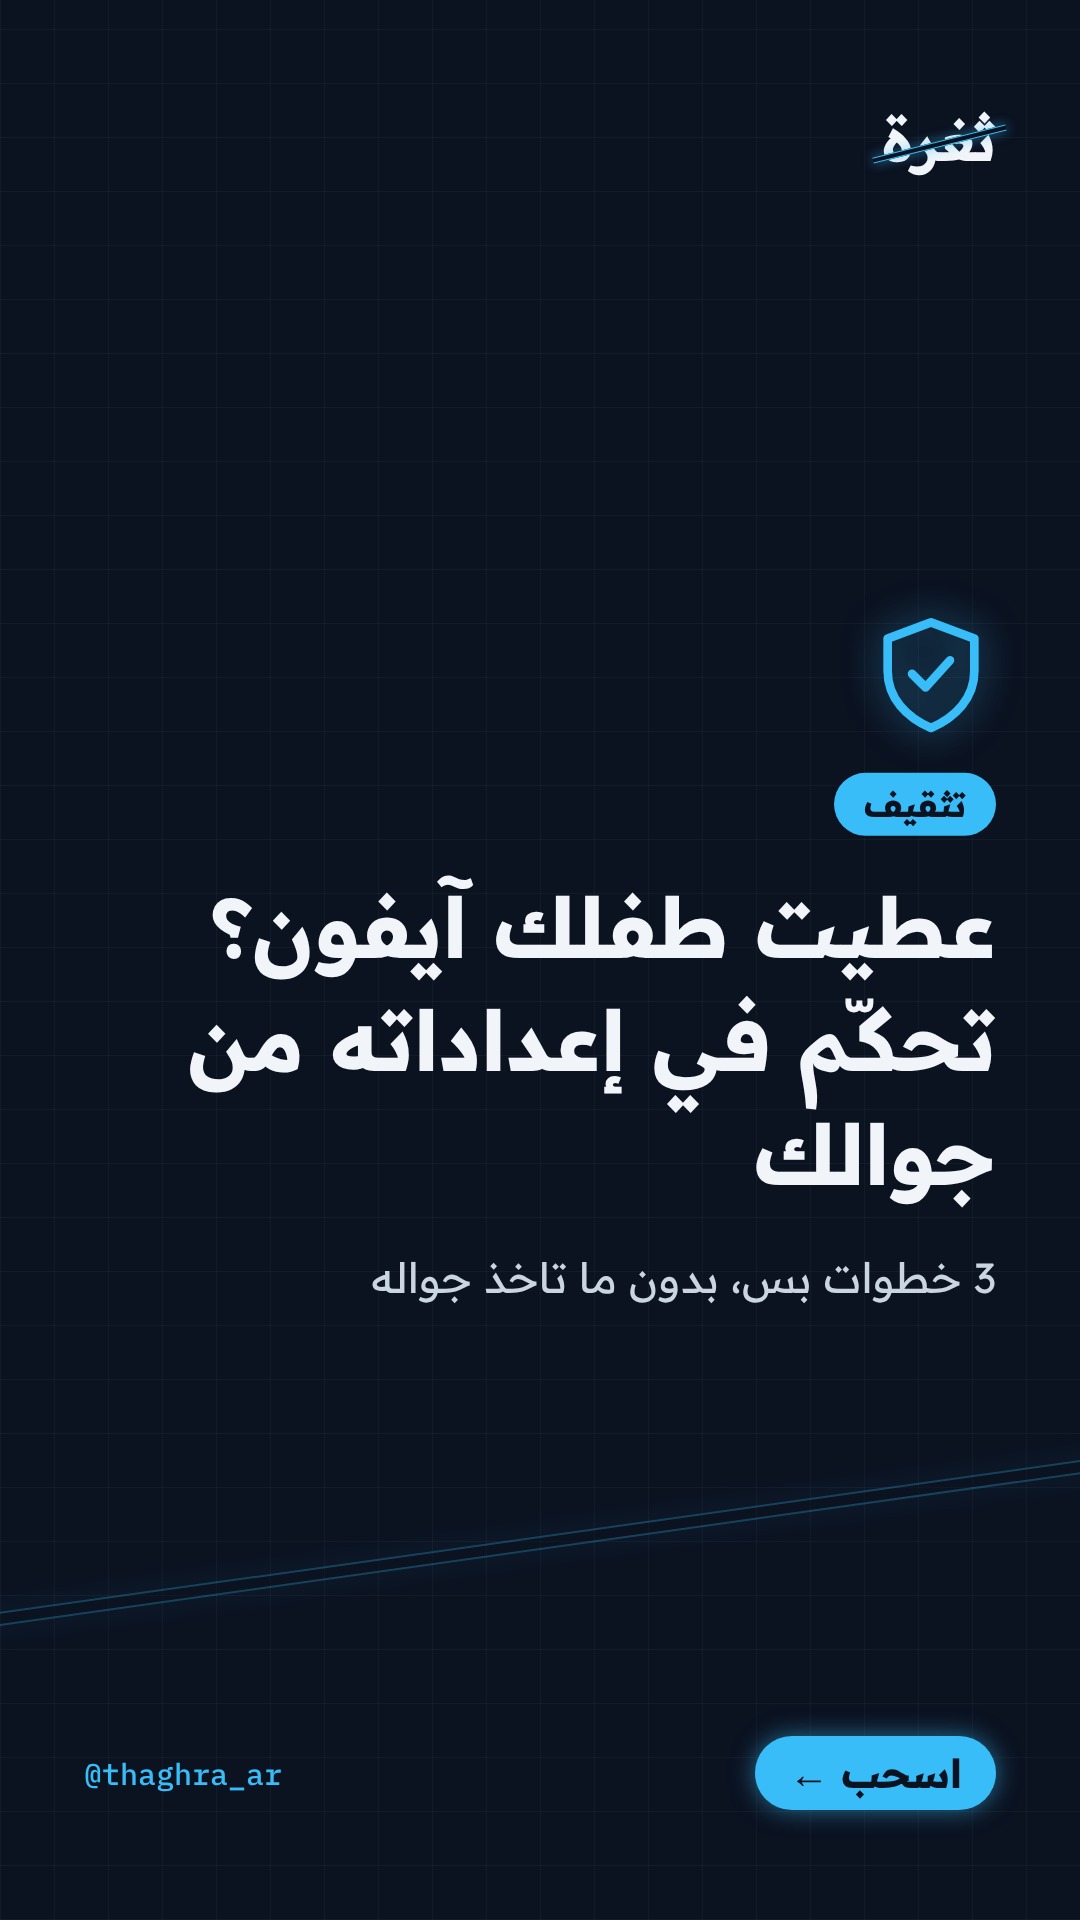 ثغرة
تثقيف
عطيت طفلك آيفون؟
تحكّم في إعداداته من
جوالك
3 خطوات بس، بدون ما تاخذ جواله
اسحب ←
@thaghra_ar